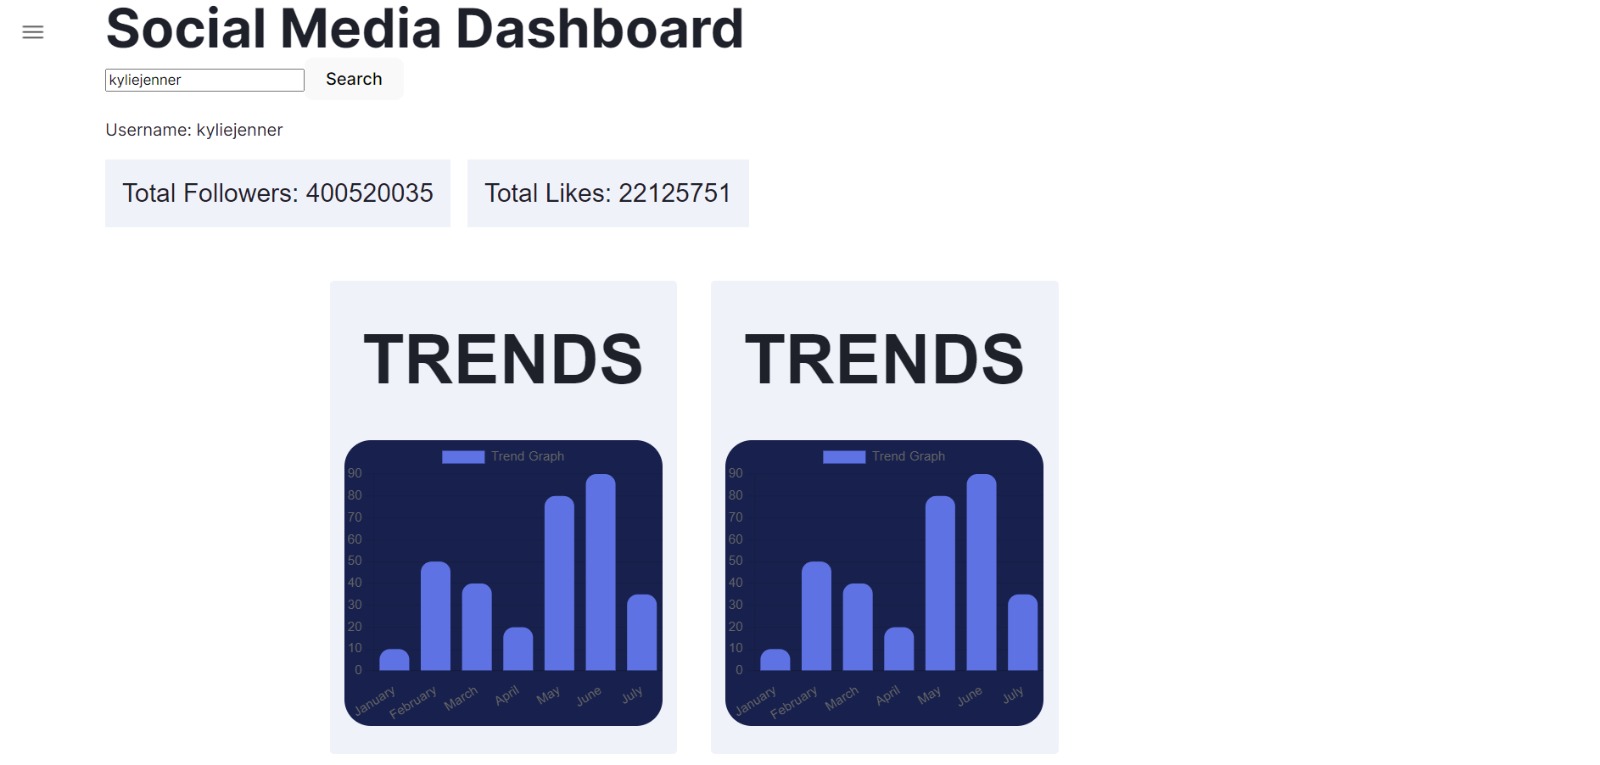 Social Media Dashboard
kyliejenner Search
Username: kyliejenner
Total Followers: 400520035 Total Likes: 22125751
TRENDS TRENDS
Trend Graph Trend Graph
90 90
80 80
70 70
60 60
50 50
40 40
30 30
20 20
10 10
0 0
January February March April May June July January February March April May June July